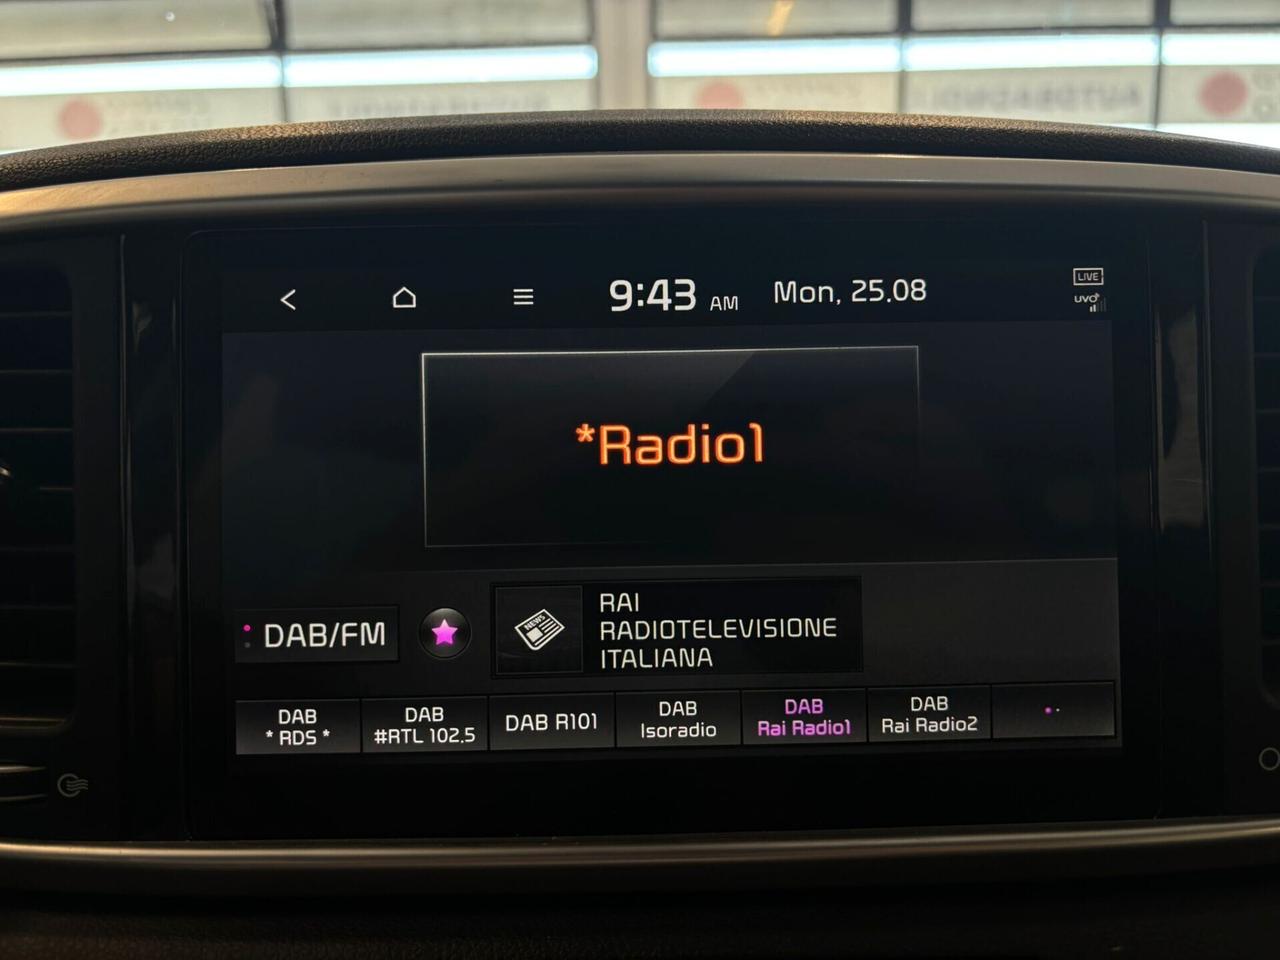 9:43 AM Mon, 25.08
LIVE
UVO
*Radio1
DAB/FM
NEWS
RAI
RADIOTELEVISIONE
ITALIANA
DAB
* RDS *
DAB
#RTL 102.5
DAB R101
DAB
Isoradio
DAB
Rai Radio1
DAB
Rai Radio2